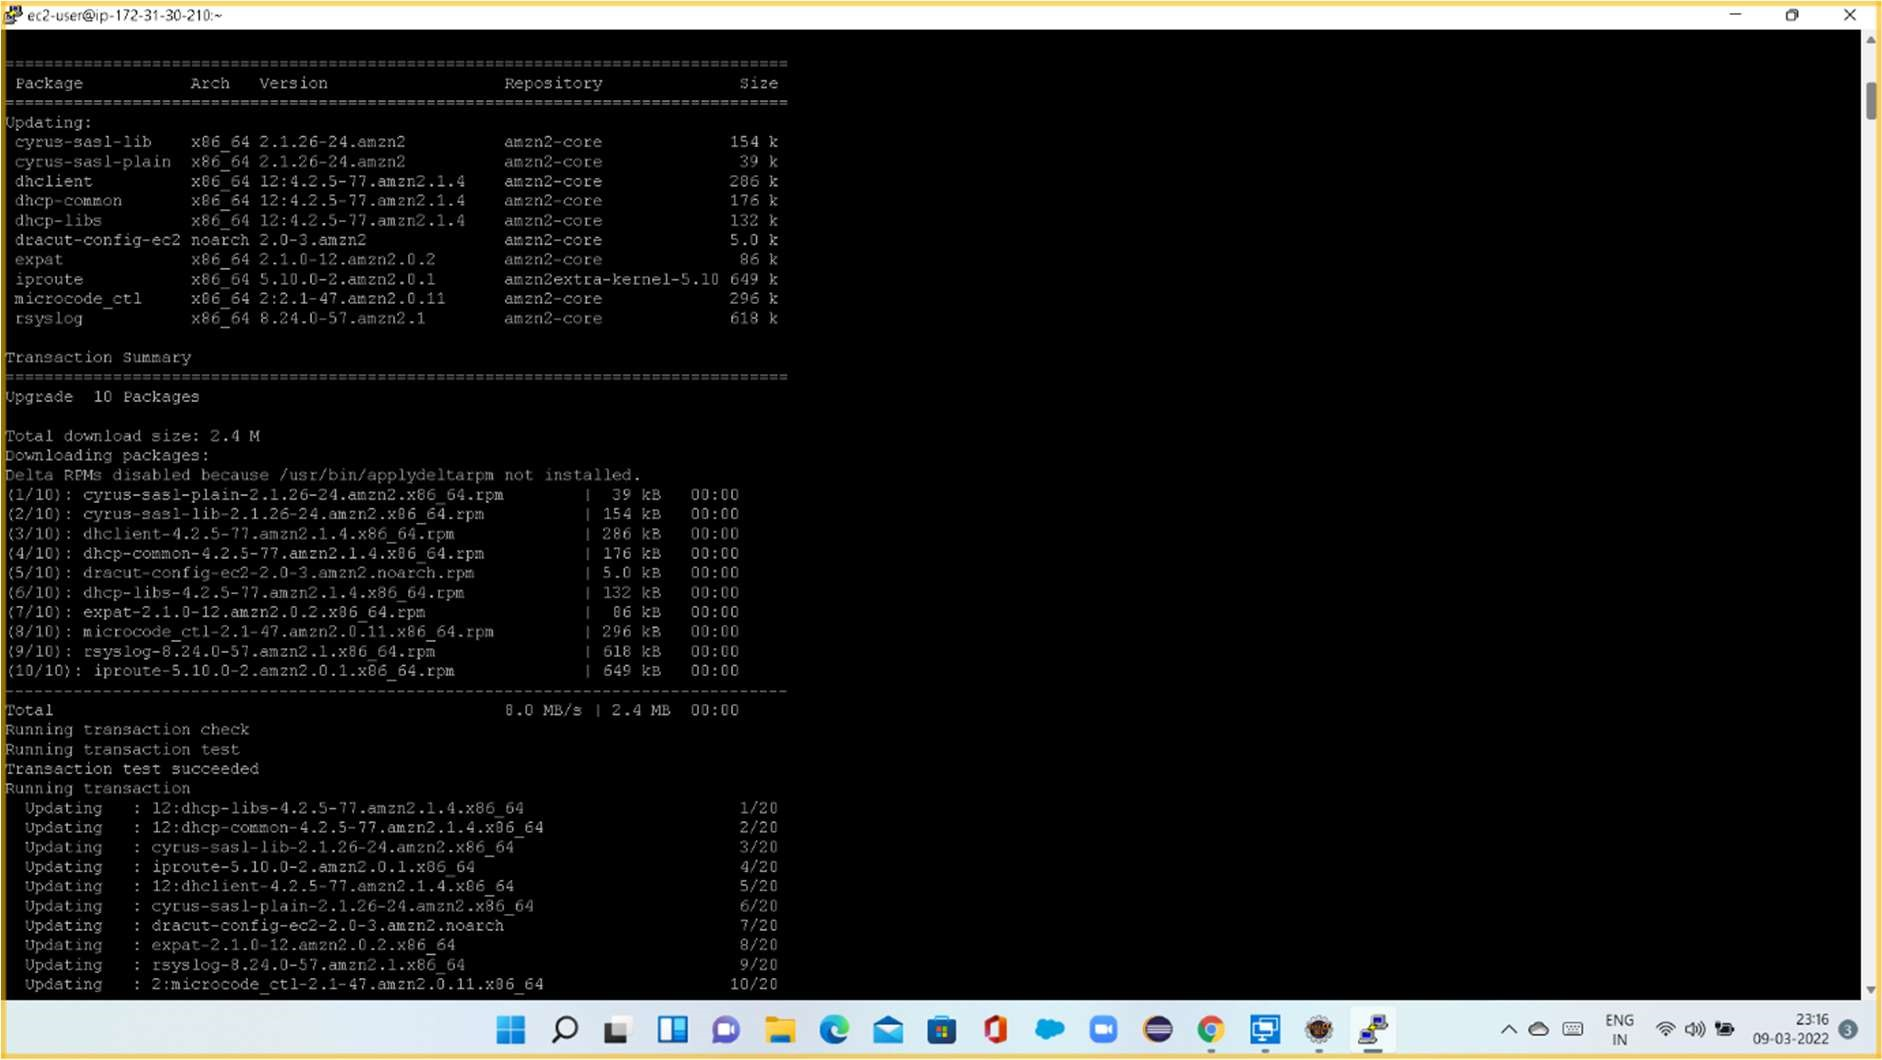 ec2-user@ip-172-31-30-210:~
================================================================================
Package Arch Version Repository Size
================================================================================
Updating:
cyrus-sasl-lib x86_64 2.1.26-24.amzn2 amzn2-core 154 k
cyrus-sasl-plain x86_64 2.1.26-24.amzn2 amzn2-core 39 k
dhclient x86_64 12:4.2.5-77.amzn2.1.4 amzn2-core 286 k
dhcp-common x86_64 12:4.2.5-77.amzn2.1.4 amzn2-core 176 k
dhcp-libs x86_64 12:4.2.5-77.amzn2.1.4 amzn2-core 132 k
dracut-config-ec2 noarch 2.0-3.amzn2 amzn2-core 5.0 k
expat x86_64 2.1.0-12.amzn2.0.2 amzn2-core 86 k
iproute x86_64 5.10.0-2.amzn2.0.1 amzn2extra-kernel-5.10 649 k
microcode_ctl x86_64 2:2.1-47.amzn2.0.11 amzn2-core 296 k
rsyslog x86_64 8.24.0-57.amzn2.1 amzn2-core 618 k
Transaction Summary
================================================================================
Upgrade 10 Packages
Total download size: 2.4 M
Downloading packages:
Delta RPMs disabled because /usr/bin/applydeltarpm not installed.
(1/10): cyrus-sasl-plain-2.1.26-24.amzn2.x86_64.rpm | 39 kB 00:00
(2/10): cyrus-sasl-lib-2.1.26-24.amzn2.x86_64.rpm | 154 kB 00:00
(3/10): dhclient-4.2.5-77.amzn2.1.4.x86_64.rpm | 286 kB 00:00
(4/10): dhcp-common-4.2.5-77.amzn2.1.4.x86_64.rpm | 176 kB 00:00
(5/10): dracut-config-ec2-2.0-3.amzn2.noarch.rpm | 5.0 kB 00:00
(6/10): dhcp-libs-4.2.5-77.amzn2.1.4.x86_64.rpm | 132 kB 00:00
(7/10): expat-2.1.0-12.amzn2.0.2.x86_64.rpm | 86 kB 00:00
(8/10): microcode_ctl-2.1-47.amzn2.0.11.x86_64.rpm | 296 kB 00:00
(9/10): rsyslog-8.24.0-57.amzn2.1.x86_64.rpm | 618 kB 00:00
(10/10): iproute-5.10.0-2.amzn2.0.1.x86_64.rpm | 649 kB 00:00
--------------------------------------------------------------------------------
Total 8.0 MB/s | 2.4 MB 00:00
Running transaction check
Running transaction test
Transaction test succeeded
Running transaction
Updating : 12:dhcp-libs-4.2.5-77.amzn2.1.4.x86_64 1/20
Updating : 12:dhcp-common-4.2.5-77.amzn2.1.4.x86_64 2/20
Updating : cyrus-sasl-lib-2.1.26-24.amzn2.x86_64 3/20
Updating : iproute-5.10.0-2.amzn2.0.1.x86_64 4/20
Updating : 12:dhclient-4.2.5-77.amzn2.1.4.x86_64 5/20
Updating : cyrus-sasl-plain-2.1.26-24.amzn2.x86_64 6/20
Updating : dracut-config-ec2-2.0-3.amzn2.noarch 7/20
Updating : expat-2.1.0-12.amzn2.0.2.x86_64 8/20
Updating : rsyslog-8.24.0-57.amzn2.1.x86_64 9/20
Updating : 2:microcode_ctl-2.1-47.amzn2.0.11.x86_64 10/20
ENG
IN
23:16
09-03-2022
3